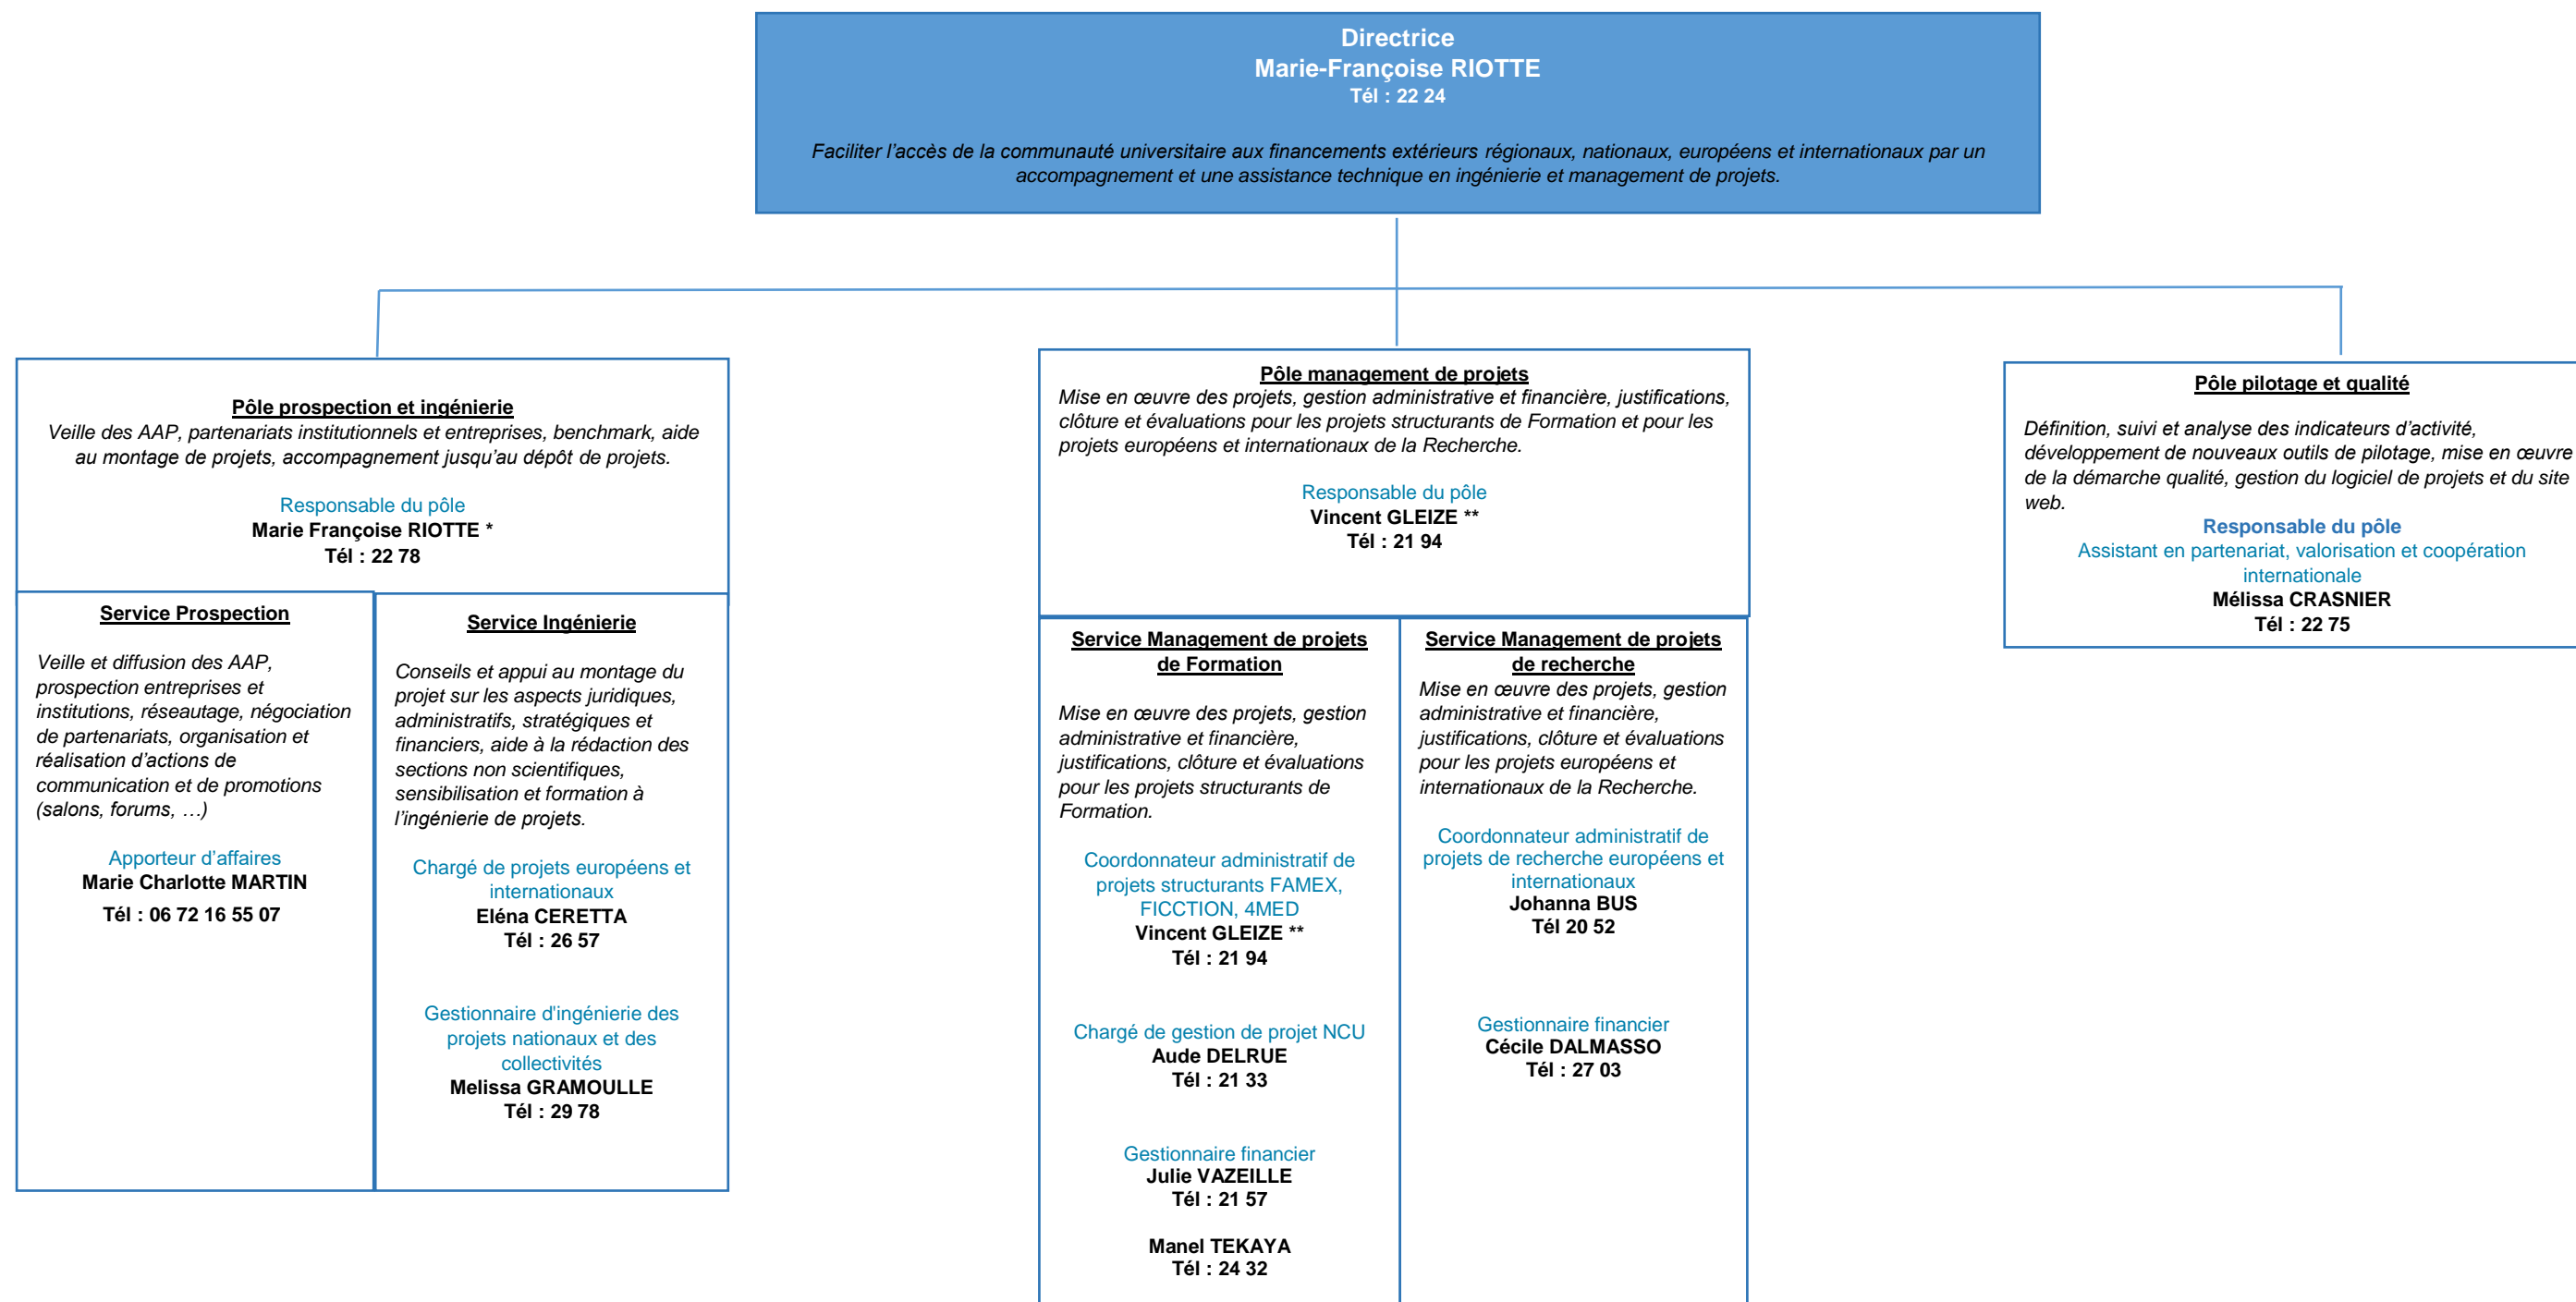 Directrice
Marie-Françoise RIOTTE
Tél : 22 24
Faciliter l’accès de la communauté universitaire aux financements extérieurs régionaux, nationaux, européens et internationaux par un
accompagnement et une assistance technique en ingénierie et management de projets.
Pôle prospection et ingénierie
Veille des AAP, partenariats institutionnels et entreprises, benchmark, aide
au montage de projets, accompagnement jusqu’au dépôt de projets.
Responsable du pôle
Marie Françoise RIOTTE *
Tél : 22 78
Service Prospection
Veille et diffusion des AAP,
prospection entreprises et
institutions, réseautage, négociation
de partenariats, organisation et
réalisation d’actions de
communication et de promotions
(salons, forums, …)
Apporteur d’affaires
Marie Charlotte MARTIN
Tél : 06 72 16 55 07
Service Ingénierie
Conseils et appui au montage du
projet sur les aspects juridiques,
administratifs, stratégiques et
financiers, aide à la rédaction des
sections non scientifiques,
sensibilisation et formation à
l’ingénierie de projets.
Chargé de projets européens et
internationaux
Eléna CERETTA
Tél : 26 57
Gestionnaire d'ingénierie des
projets nationaux et des
collectivités
Melissa GRAMOULLE
Tél : 29 78
Pôle management de projets
Mise en œuvre des projets, gestion administrative et financière, justifications,
clôture et évaluations pour les projets structurants de Formation et pour les
projets européens et internationaux de la Recherche.
Responsable du pôle
Vincent GLEIZE **
Tél : 21 94
Service Management de projets
de Formation
Mise en œuvre des projets, gestion
administrative et financière,
justifications, clôture et évaluations
pour les projets structurants de
Formation.
Coordonnateur administratif de
projets structurants FAMEX,
FICCTION, 4MED
Vincent GLEIZE **
Tél : 21 94
Chargé de gestion de projet NCU
Aude DELRUE
Tél : 21 33
Gestionnaire financier
Julie VAZEILLE
Tél : 21 57
Manel TEKAYA
Tél : 24 32
Service Management de projets
de recherche
Mise en œuvre des projets, gestion
administrative et financière,
justifications, clôture et évaluations
pour les projets européens et
internationaux de la Recherche.
Coordonnateur administratif de
projets de recherche européens et
internationaux
Johanna BUS
Tél 20 52
Gestionnaire financier
Cécile DALMASSO
Tél : 27 03
Pôle pilotage et qualité
Définition, suivi et analyse des indicateurs d’activité,
développement de nouveaux outils de pilotage, mise en œuvre
de la démarche qualité, gestion du logiciel de projets et du site
web.
Responsable du pôle
Assistant en partenariat, valorisation et coopération
internationale
Mélissa CRASNIER
Tél : 22 75